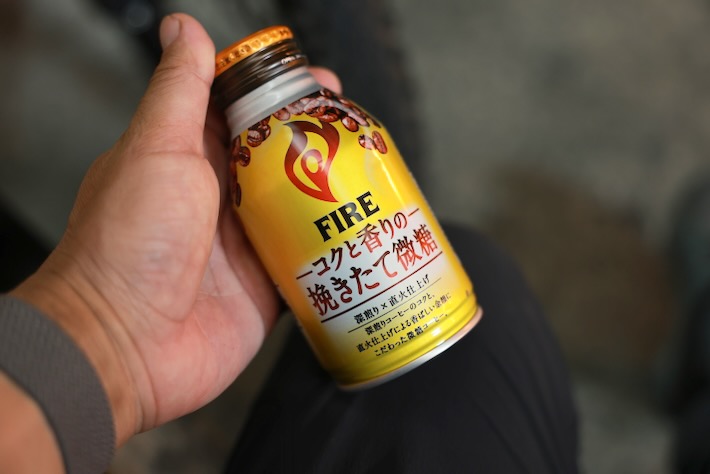 FIRE
コクと香りの
挽きたて微糖
深煎り×直火仕上げ
深煎りコーヒーのコクと、
直火仕上げによる香ばしい余韻に
こだわった微糖コーヒー。